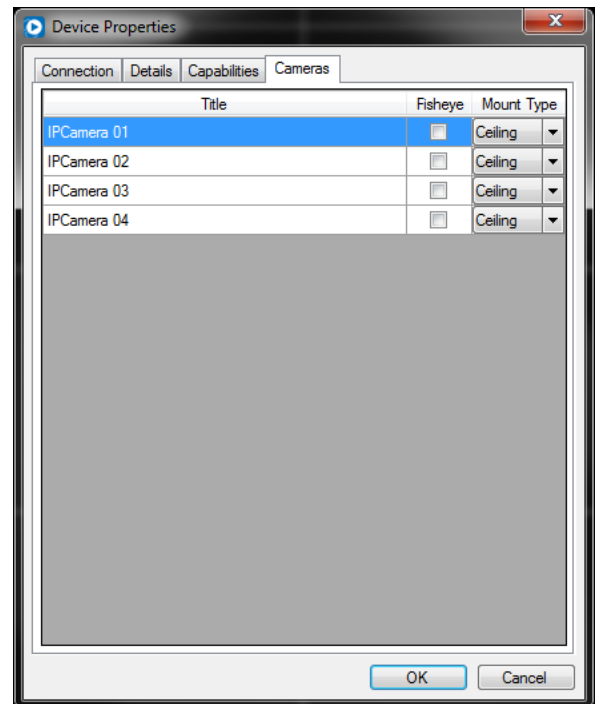 Device Properties
Connection Details Capabilities Cameras
Title Fisheye Mount Type
IPCamera 01 Ceiling
IPCamera 02 Ceiling
IPCamera 03 Ceiling
IPCamera 04 Ceiling
OK Cancel